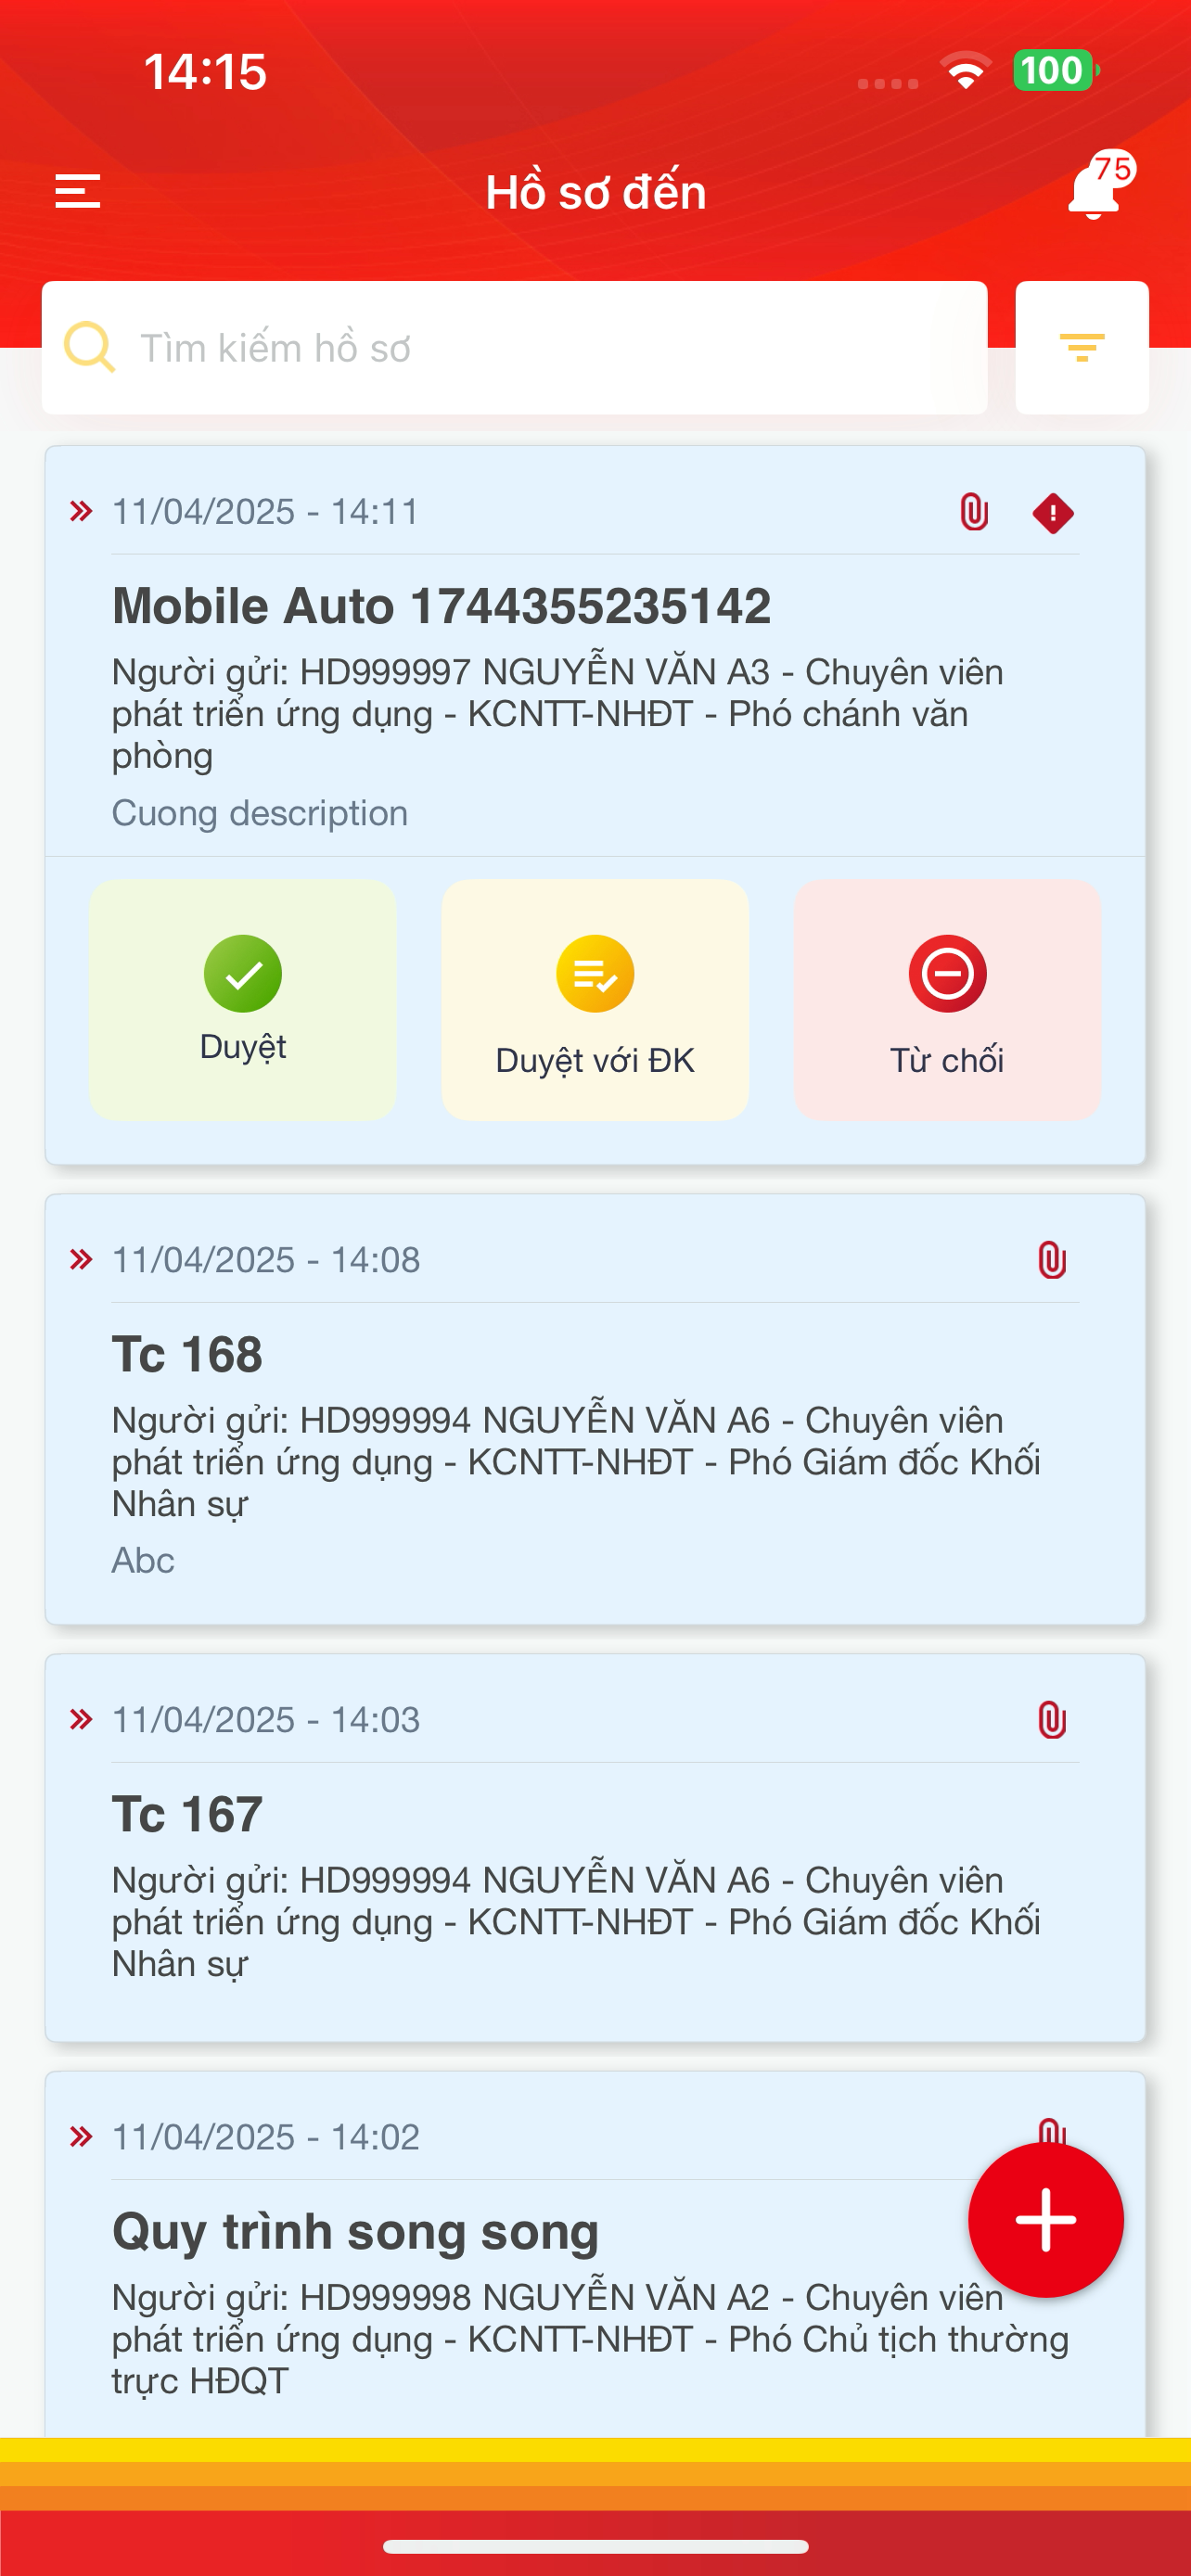 14:15
100
Hồ sơ đến
75
Tìm kiếm hồ sơ
11/04/2025 - 14:11
Mobile Auto 1744355235142
Người gửi: HD999997 NGUYỄN VĂN A3 - Chuyên viên
phát triển ứng dụng - KCNTT-NHĐT - Phó chánh văn
phòng
Cuong description
Duyệt
Duyệt với ĐK
Từ chối
11/04/2025 - 14:08
Tc 168
Người gửi: HD999994 NGUYỄN VĂN A6 - Chuyên viên
phát triển ứng dụng - KCNTT-NHĐT - Phó Giám đốc Khối
Nhân sự
Abc
11/04/2025 - 14:03
Tc 167
Người gửi: HD999994 NGUYỄN VĂN A6 - Chuyên viên
phát triển ứng dụng - KCNTT-NHĐT - Phó Giám đốc Khối
Nhân sự
11/04/2025 - 14:02
Quy trình song song
Người gửi: HD999998 NGUYỄN VĂN A2 - Chuyên viên
phát triển ứng dụng - KCNTT-NHĐT - Phó Chủ tịch thường
trực HĐQT